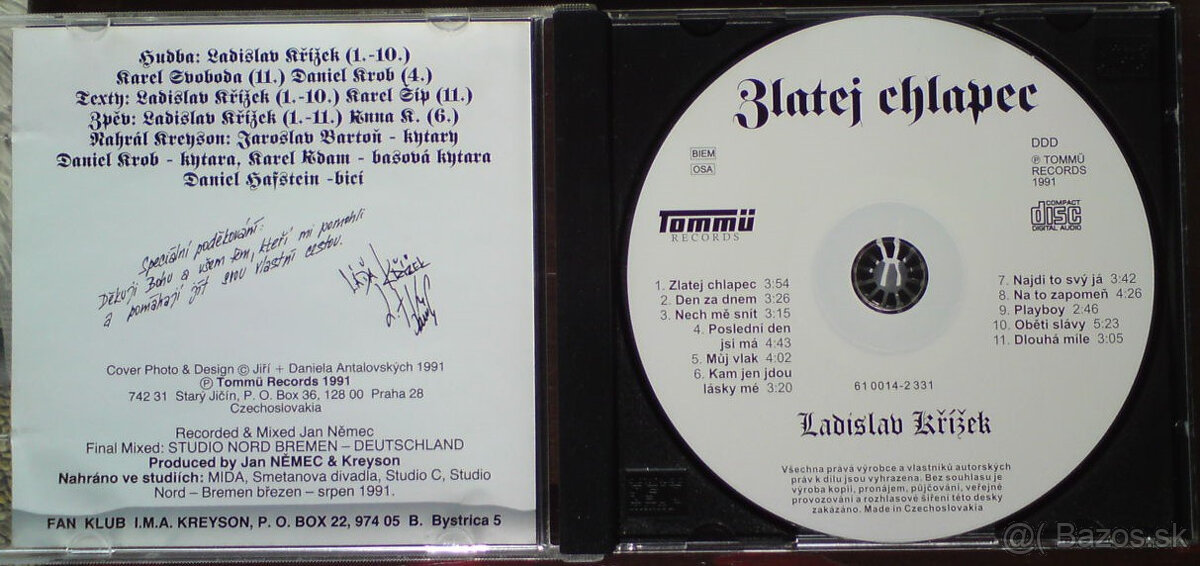 Hudba: Ladislav Křížek (1.-10.)
Karel Svoboda (11.) Daniel Krob (4.)
Texty: Ladislav Křížek (1.-10.) Karel Šíp (11.)
Zpěv: Ladislav Křížek (1.-11.) Anna K. (6.)
Nahrál Kreyson: Jaroslav Bartoň - kytary
Daniel Krob - kytara, Karel Adam - basová kytara
Daniel Hafstein -bicí
Speciální poděkování:
Děkuji Bohu a všem těm, kteří mi pomohli
a pomáhají jít svou vlastní cestou.
Láďa Křížek
Cover Photo & Design © Jiří + Daniela Antalovských 1991
℗ Tommü Records 1991
742 31 Starý Jičín, P. O. Box 36, 128 00 Praha 28
Czechoslovakia
Recorded & Mixed Jan Němec
Final Mixed: STUDIO NORD BREMEN – DEUTSCHLAND
Produced by Jan NĚMEC & Kreyson
Nahráno ve studiích: MIDA, Smetanova divadla, Studio C, Studio
Nord – Bremen březen – srpen 1991.
FAN KLUB I.M.A. KREYSON, P. O. BOX 22, 974 05 B. Bystrica 5
Zlatej chlapec
BIEM
OSA
DDD
℗ TOMMÜ
RECORDS
1991
COMPACT
disc
DIGITAL AUDIO
Tommü
RECORDS
1. Zlatej chlapec 3:54
2. Den za dnem 3:26
3. Nech mě snít 3:15
4. Poslední den
jsi má 4:43
5. Můj vlak 4:02
6. Kam jen jdou
lásky mé 3:20
7. Najdi to svý já 3:42
8. Na to zapomeň 4:26
9. Playboy 2:46
10. Oběti slávy 5:23
11. Dlouhá míle 3:05
61 0014-2 331
Ladislav Křížek
Všechna práva výrobce a vlastníků autorských
práv k dílu jsou vyhrazena. Bez souhlasu je
výroba kopií, pronájem, půjčování, veřejné
provozování a rozhlasové šíření této desky
zakázáno. Made in Czechoslovakia
@( Bazos.sk